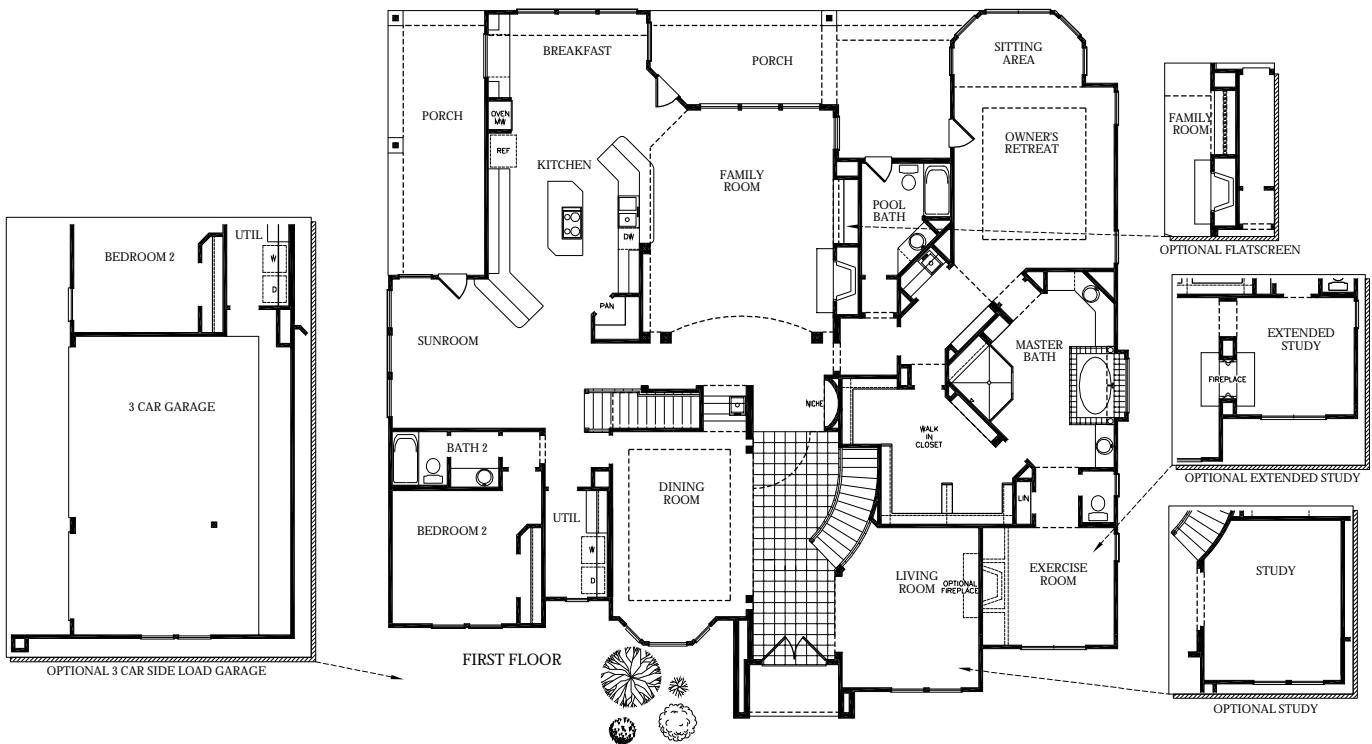 BREAKFAST
PORCH
SITTING
AREA
PORCH
OVEN
MW
REF
KITCHEN
FAMILY
ROOM
OWNER'S
RETREAT
POOL
BATH
DW
PAN
SUNROOM
MASTER
BATH
NICHE
WALK
IN
CLOSET
BATH 2
DINING
ROOM
LIN
BEDROOM 2
UTIL
W
D
LIVING
ROOM
OPTIONAL
FIREPLACE
EXERCISE
ROOM
FIRST FLOOR
UTIL
BEDROOM 2
W
D
3 CAR GARAGE
OPTIONAL 3 CAR SIDE LOAD GARAGE
FAMILY
ROOM
OPTIONAL FLATSCREEN
EXTENDED
STUDY
FIREPLACE
OPTIONAL EXTENDED STUDY
STUDY
OPTIONAL STUDY